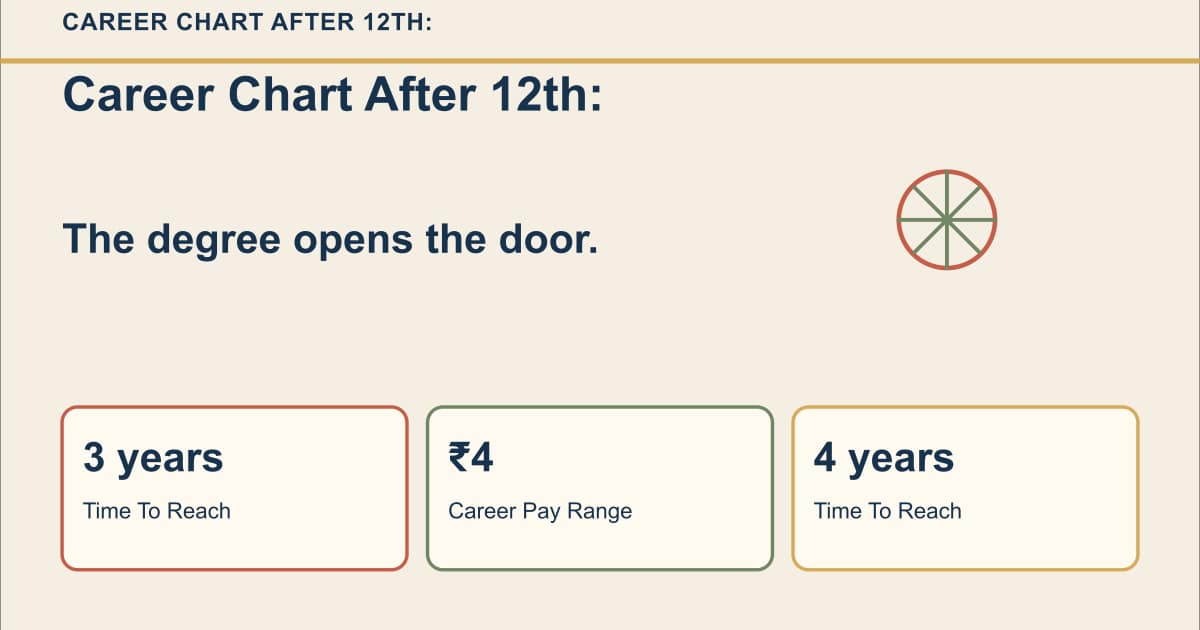 CAREER CHART AFTER 12TH:
Career Chart After 12th:
The degree opens the door.
3 years
Time To Reach
₹4
Career Pay Range
4 years
Time To Reach